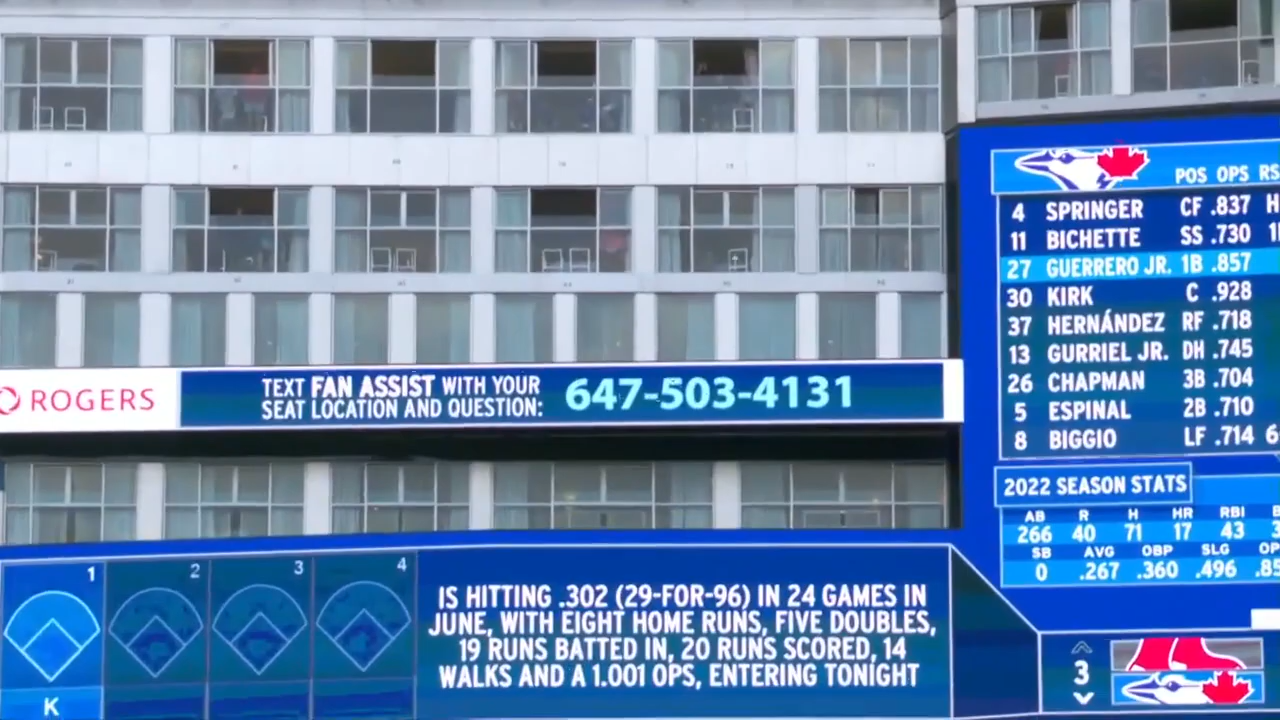 POS OPS RS
4 SPRINGER CF .837 H
11 BICHETTE SS .730 1
27 GUERRERO JR. 1B .857
30 KIRK C .928
37 HERNÁNDEZ RF .718
13 GURRIEL JR. DH .745
26 CHAPMAN 3B .704
5 ESPINAL 2B .710
8 BIGGIO LF .714 6
ROGERS
TEXT FAN ASSIST WITH YOUR
SEAT LOCATION AND QUESTION:
647-503-4131
2022 SEASON STATS
AB R H HR RBI
266 40 71 17 43
SB AVG OBP SLG OP
0 .267 .360 .496 .85
1 2 3 4
K
IS HITTING .302 (29-FOR-96) IN 24 GAMES IN
JUNE, WITH EIGHT HOME RUNS, FIVE DOUBLES,
19 RUNS BATTED IN, 20 RUNS SCORED, 14
WALKS AND A 1.001 OPS, ENTERING TONIGHT
3